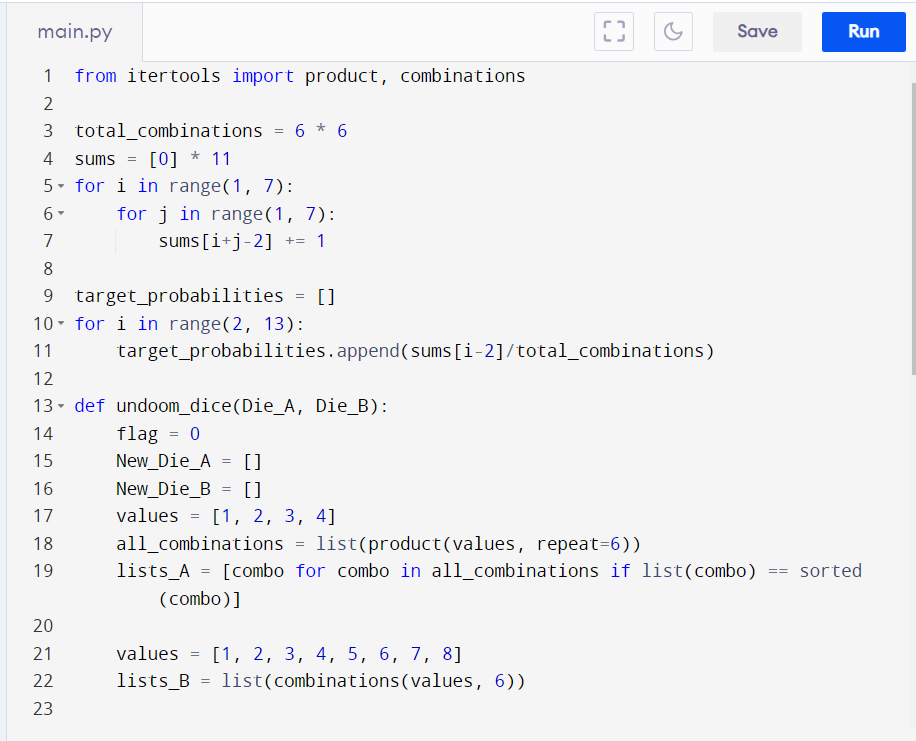 main.py
Save
Run
1 from itertools import product, combinations
2
3 total_combinations = 6 * 6
4 sums = [0] * 11
5 for i in range(1, 7):
6     for j in range(1, 7):
7         sums[i+j-2] += 1
8
9 target_probabilities = []
10 for i in range(2, 13):
11     target_probabilities.append(sums[i-2]/total_combinations)
12
13 def undoom_dice(Die_A, Die_B):
14     flag = 0
15     New_Die_A = []
16     New_Die_B = []
17     values = [1, 2, 3, 4]
18     all_combinations = list(product(values, repeat=6))
19     lists_A = [combo for combo in all_combinations if list(combo) == sorted
(combo)]
20
21     values = [1, 2, 3, 4, 5, 6, 7, 8]
22     lists_B = list(combinations(values, 6))
23